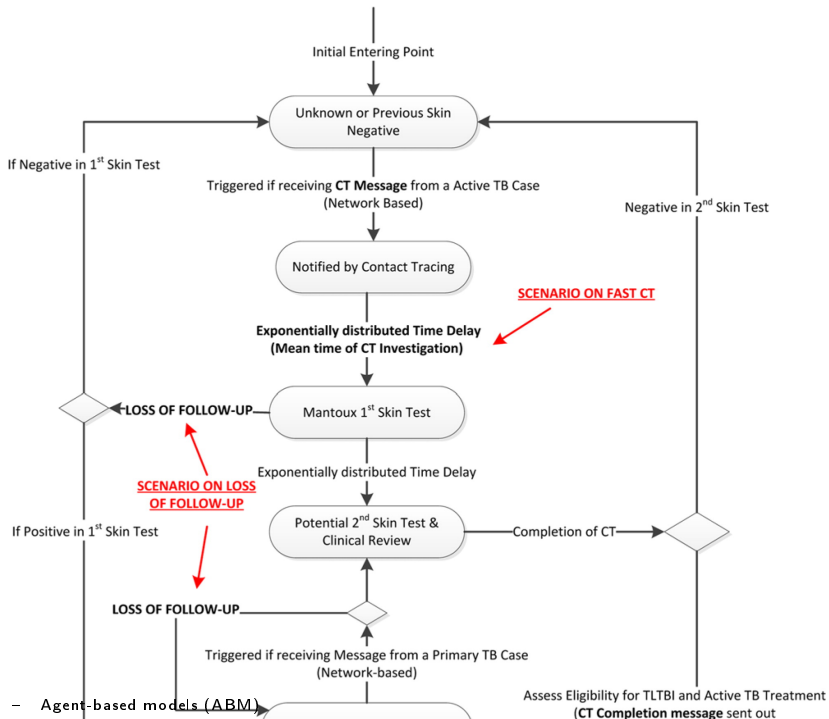 Initial Entering Point
Unknown or Previous Skin
Negative
If Negative in 1st Skin Test
Triggered if receiving CT Message from a Active TB Case
(Network Based)
Negative in 2nd Skin Test
Notified by Contact Tracing
SCENARIO ON FAST CT
Exponentially distributed Time Delay
(Mean time of CT Investigation)
LOSS OF FOLLOW-UP
Mantoux 1st Skin Test
Exponentially distributed Time Delay
SCENARIO ON LOSS
OF FOLLOW-UP
If Positive in 1st Skin Test
Potential 2nd Skin Test &
Clinical Review
Completion of CT
LOSS OF FOLLOW-UP
Triggered if receiving Message from a Primary TB Case
(Network-based)
Assess Eligibility for TLTBI and Active TB Treatment
(CT Completion message sent out
– Agent-based models (ABM)